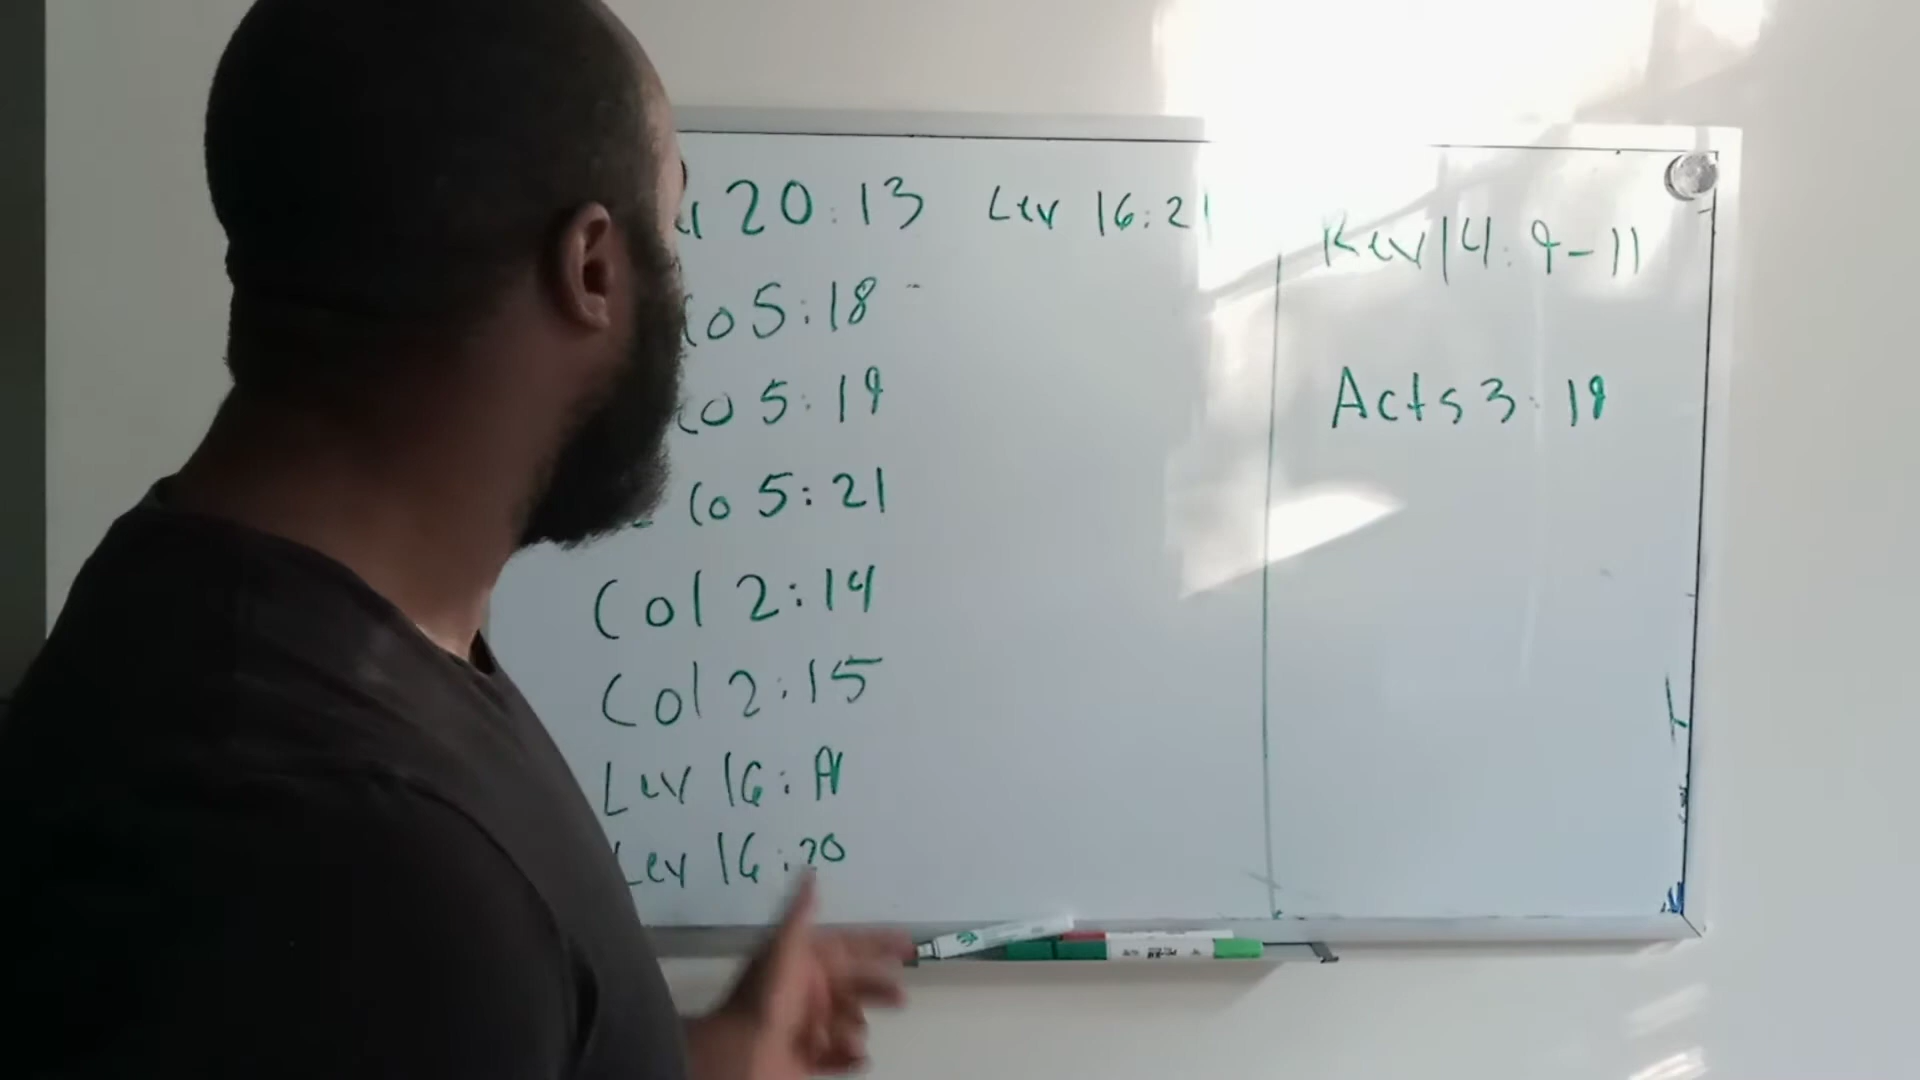 20:13 Lev 16:21
Co 5:18
Co 5:19
Co 5:21
Col 2:14
Col 2:15
Lev 16:
Lev 16:20
Rev 14:9-11
Acts 3:19